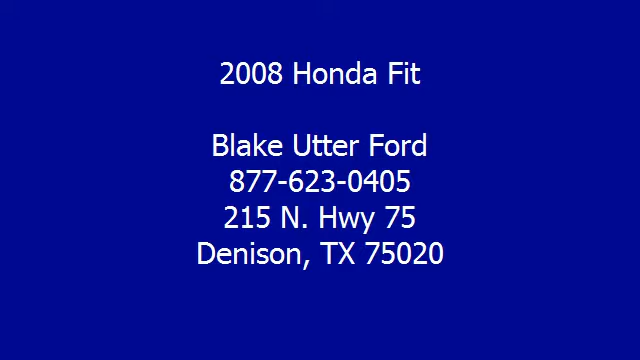 2008 Honda Fit
Blake Utter Ford
877-623-0405
215 N. Hwy 75
Denison, TX 75020